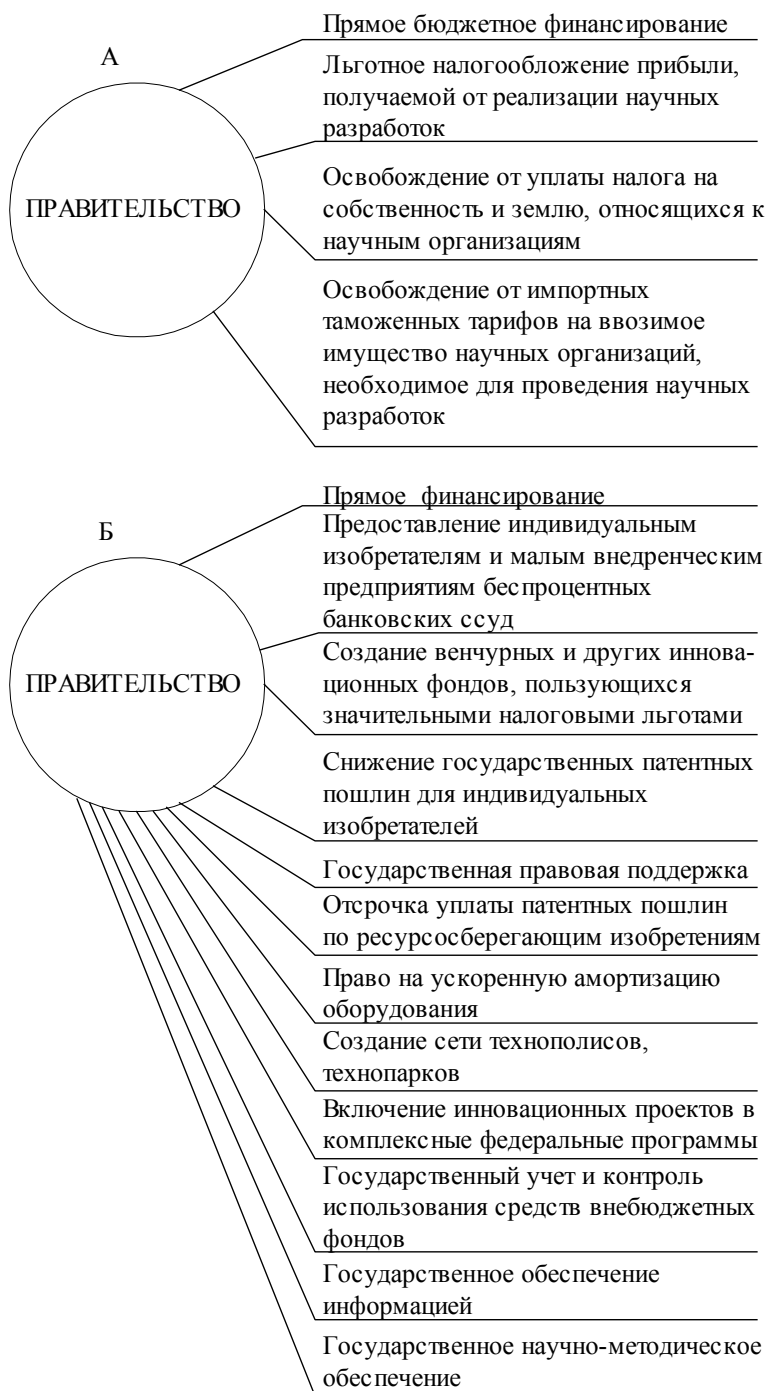 А
ПРАВИТЕЛЬСТВО
Прямое бюджетное финансирование
Льготное налогообложение прибыли,
получаемой от реализации научных
разработок
Освобождение от уплаты налога на
собственность и землю, относящихся к
научным организациям
Освобождение от импортных
таможенных тарифов на ввозимое
имущество научных организаций,
необходимое для проведения научных
разработок
Б
ПРАВИТЕЛЬСТВО
Прямое финансирование
Предоставление индивидуальным
изобретателям и малым внедренческим
предприятиям беспроцентных
банковских ссуд
Создание венчурных и других иннова-
ционных фондов, пользующихся
значительными налоговыми льготами
Снижение государственных патентных
пошлин для индивидуальных
изобретателей
Государственная правовая поддержка
Отсрочка уплаты патентных пошлин
по ресурсосберегающим изобретениям
Право на ускоренную амортизацию
оборудования
Создание сети технополисов,
технопарков
Включение инновационных проектов в
комплексные федеральные программы
Государственный учет и контроль
использования средств внебюджетных
фондов
Государственное обеспечение
информацией
Государственное научно-методическое
обеспечение